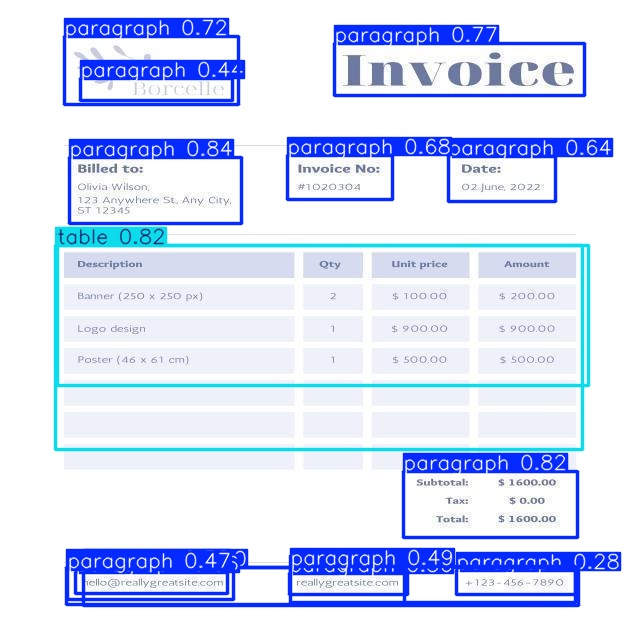 paragraph 0.72
paragraph 0.44
Borcelle
paragraph 0.77
Invoice
paragraph 0.84
Billed to:
Olivia Wilson,
123 Anywhere St, Any City,
ST 12345
paragraph 0.68
Invoice No:
#1020304
paragraph 0.64
Date:
02 June, 2022
table 0.82
Description Qty Unit price Amount
Banner (250 x 250 px) 2 $ 100.00 $ 200.00
Logo design 1 $ 900.00 $ 900.00
Poster (46 x 61 cm) 1 $ 500.00 $ 500.00
paragraph 0.82
Subtotal: $ 1600.00
Tax: $ 0.00
Total: $ 1600.00
paragraph 0.47
hello@reallygreatsite.com
paragraph 0.49
reallygreatsite.com
paragraph 0.28
+123-456-7890